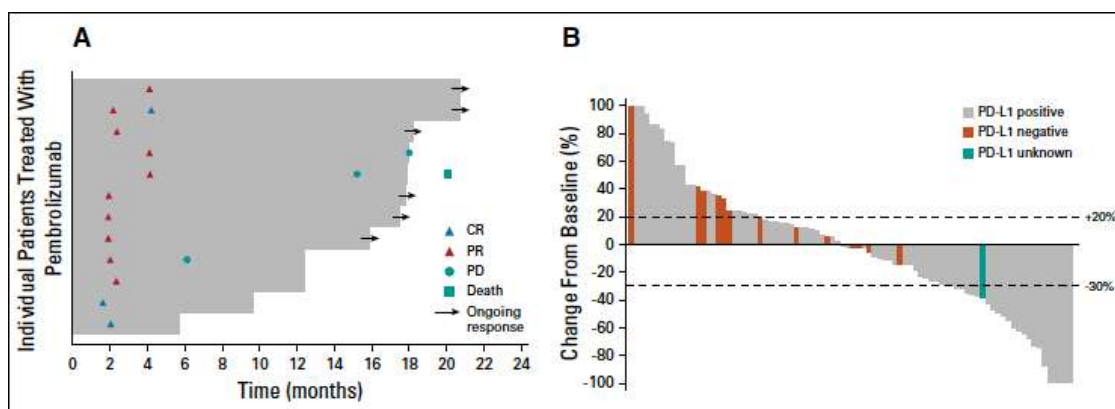 A
Individual Patients Treated With
Pembrolizumab
CR
PR
PD
Death
Ongoing
response
0 2 4 6 8 10 12 14 16 18 20 22 24
Time (months)
B
Change From Baseline (%)
100
80
60
40
20
0
-20
-40
-60
-80
-100
PD-L1 positive
PD-L1 negative
PD-L1 unknown
+20%
-30%